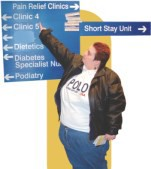 Pain Relief Clinics
Clinic 4
Clinic 5
Short Stay Unit
Dietetics
Diabetes
Specialist Nu
Podiatry
POLO